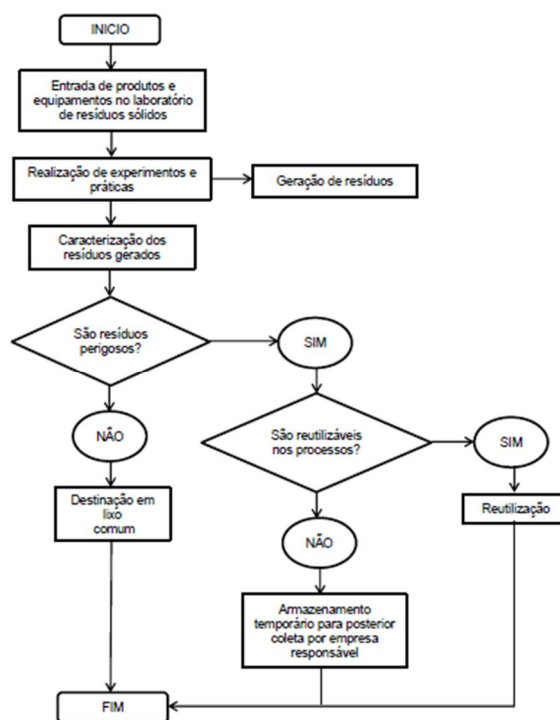 INICIO
Entrada de produtos e
equipamentos no laboratório
de resíduos sólidos
Realização de experimentos e
práticas
Geração de resíduos
Caracterização dos
resíduos gerados
São resíduos
perigosos?
SIM
NÃO
São reutilizáveis
nos processos?
SIM
Destinação em
lixo
comum
Reutilização
NÃO
Armazenamento
temporário para posterior
coleta por empresa
responsável
FIM